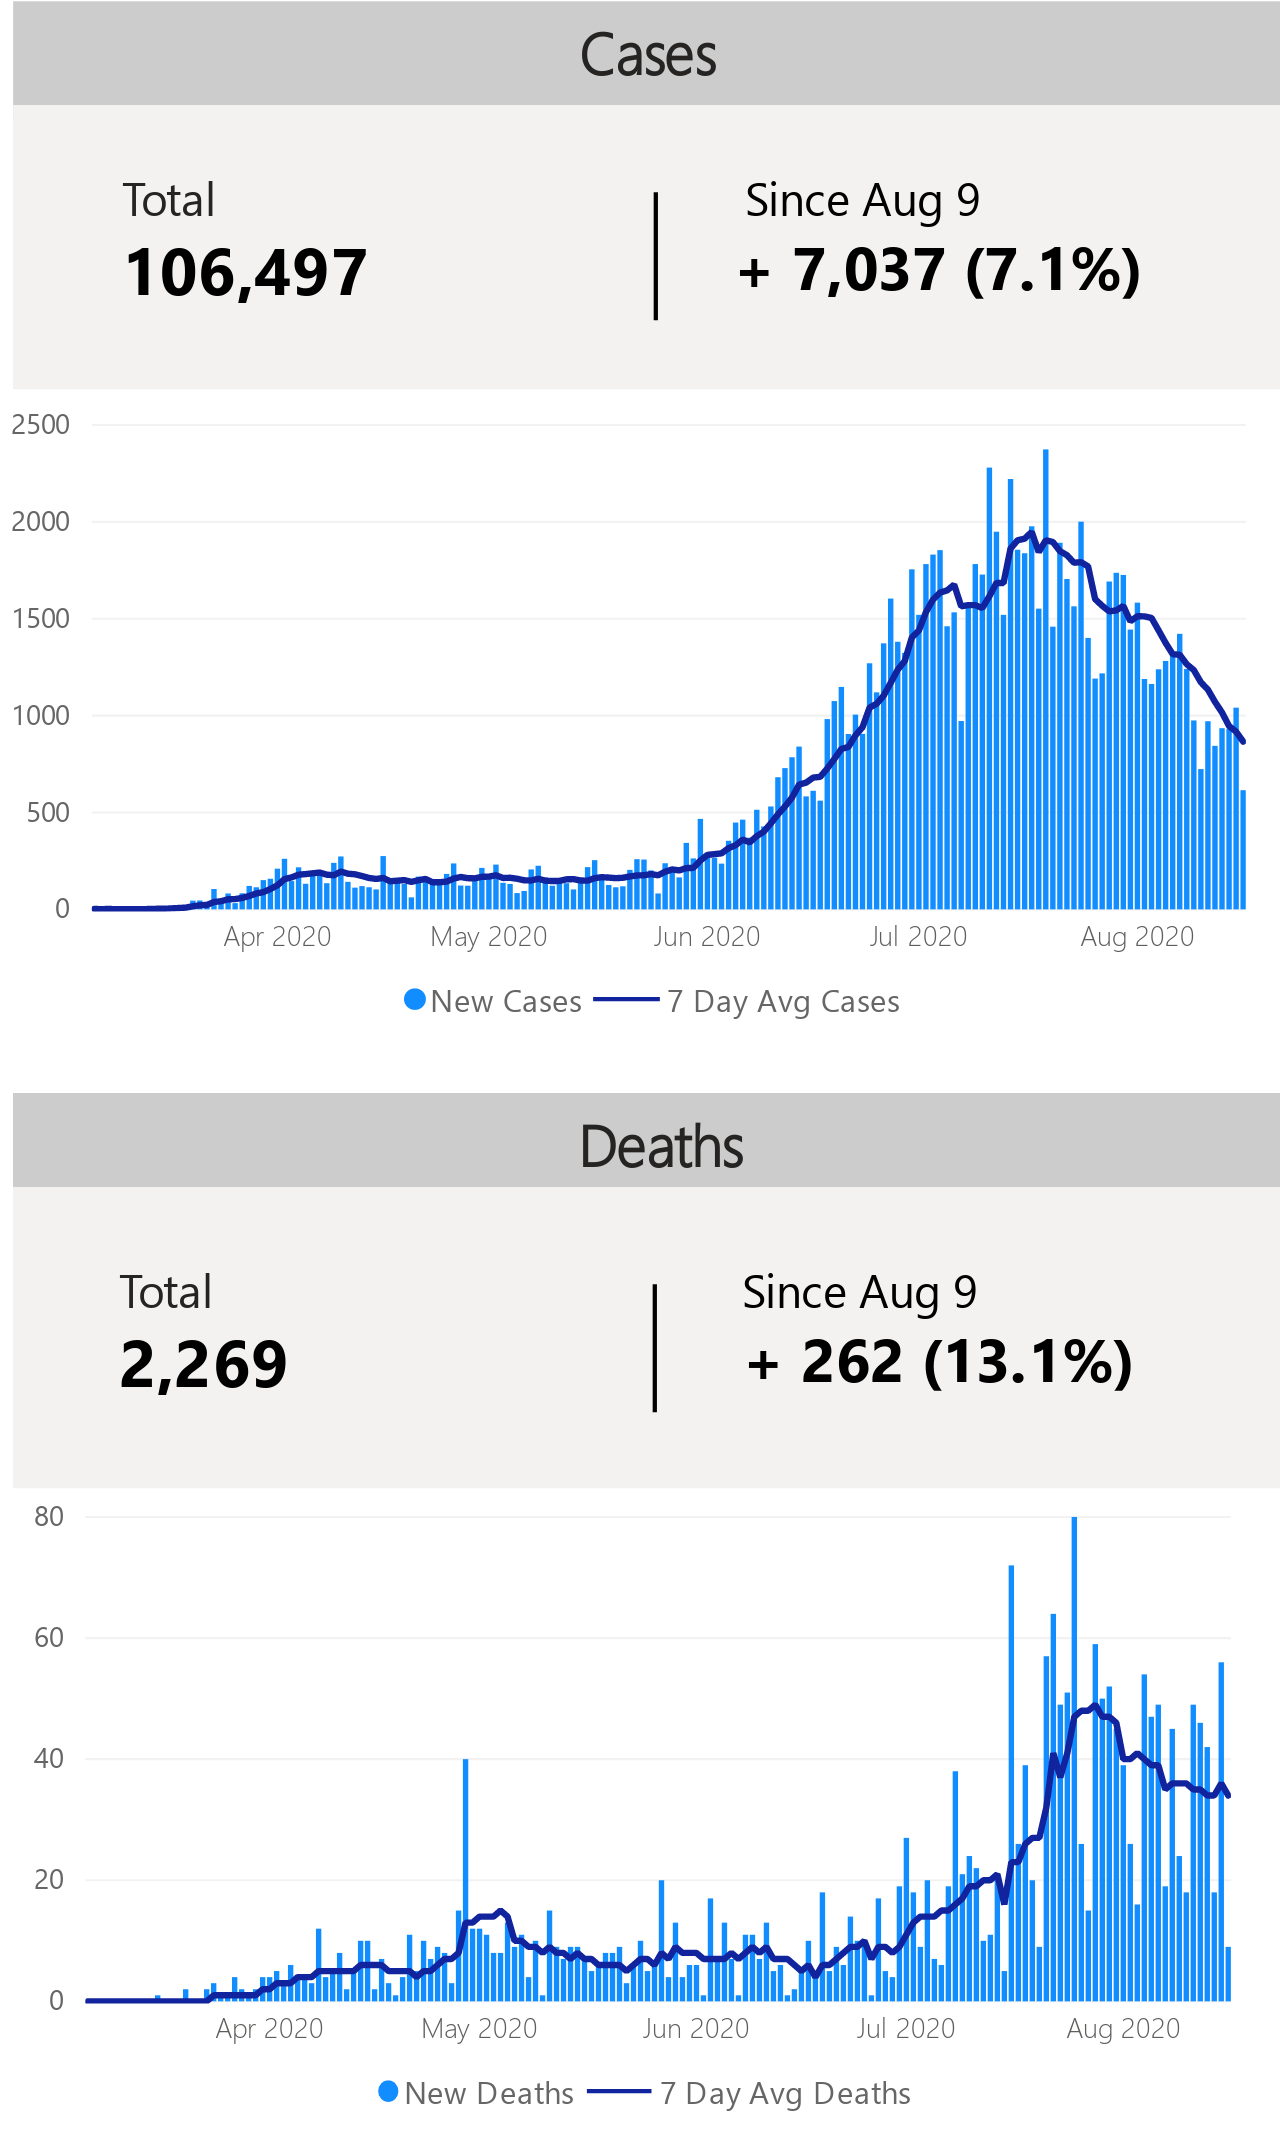 Cases
Total
Since Aug 9
106,497
+ 7,037 (7.1%)
2500
2000
1500
1000
500
0
Apr 2020
May 2020
Jun 2020
Jul 2020
Aug 2020
New Cases
7 Day Avg Cases
Deaths
Total
Since Aug 9
2,269
+ 262 (13.1%)
80
60
40
20
0
Apr 2020
May 2020
Jun 2020
Jul 2020
Aug 2020
New Deaths
7 Day Avg Deaths